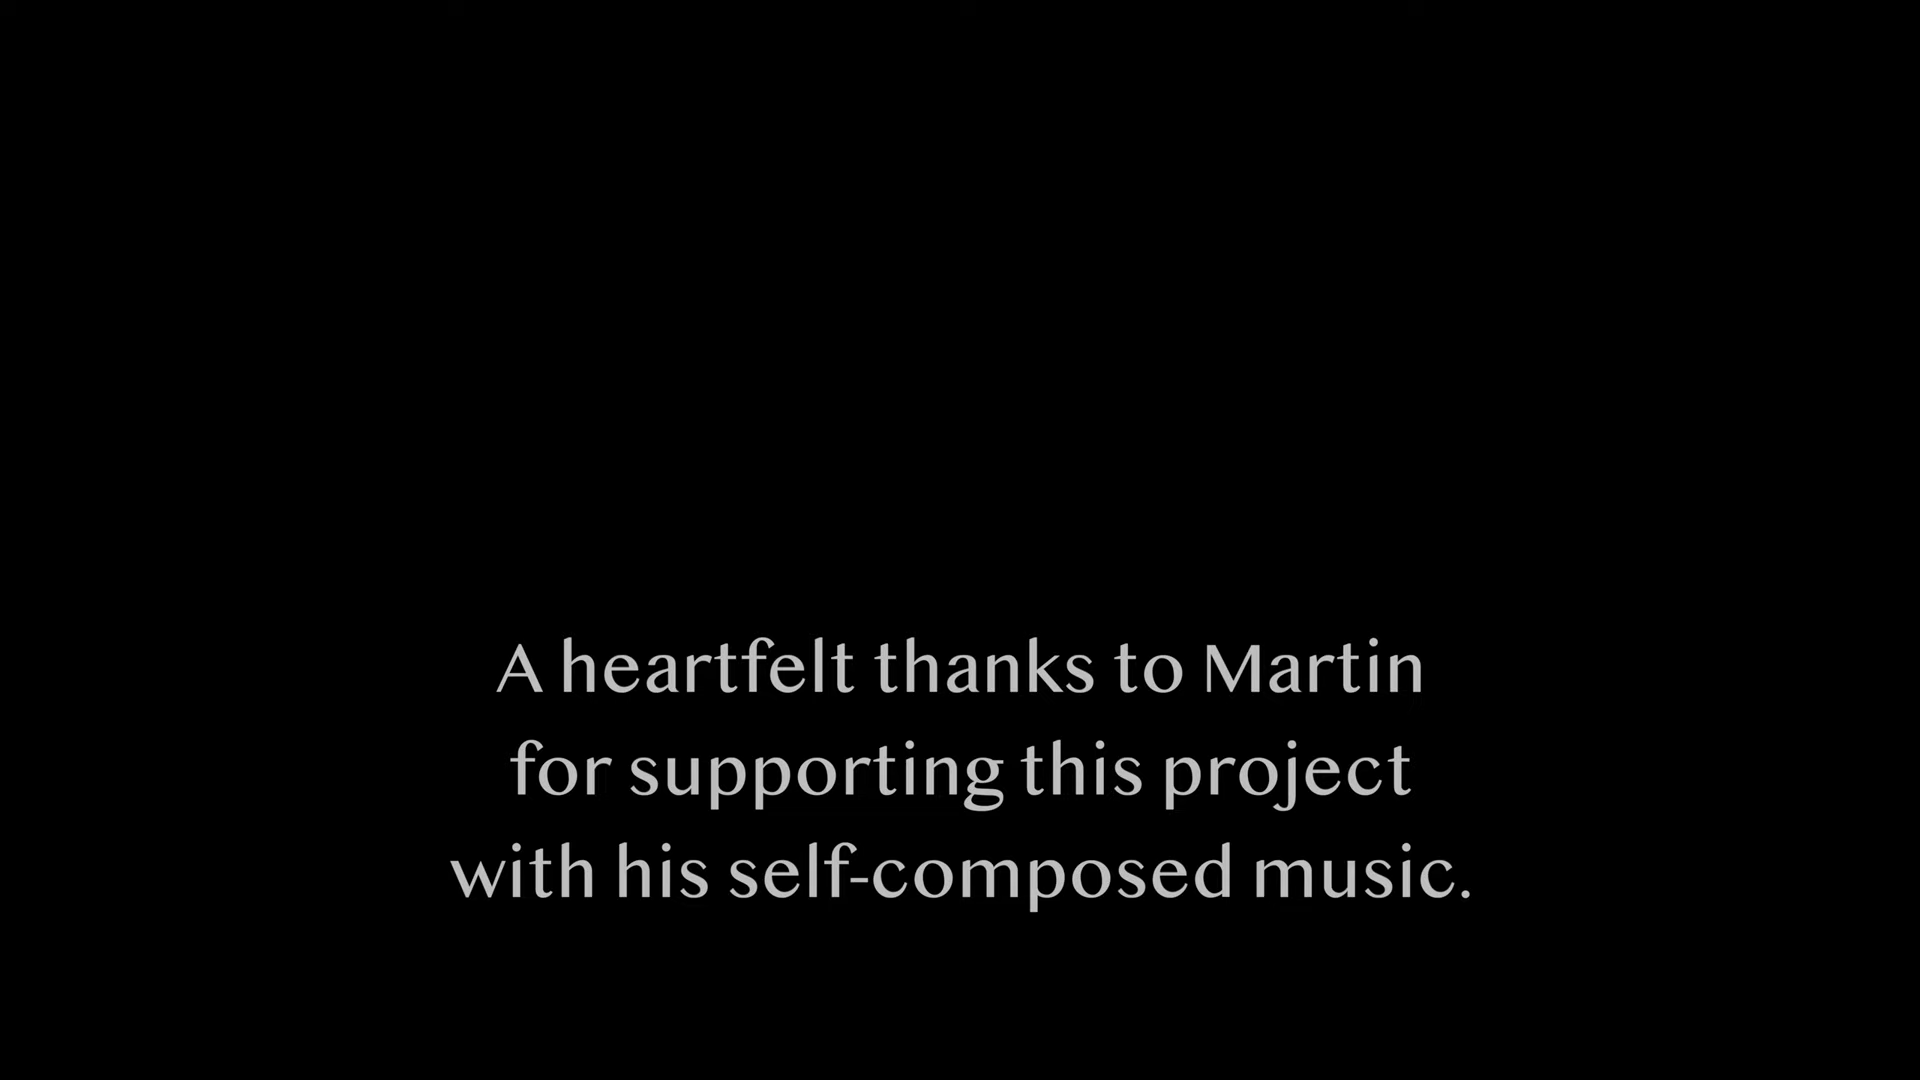 A heartfelt thanks to Martin
for supporting this project
with his self-composed music.